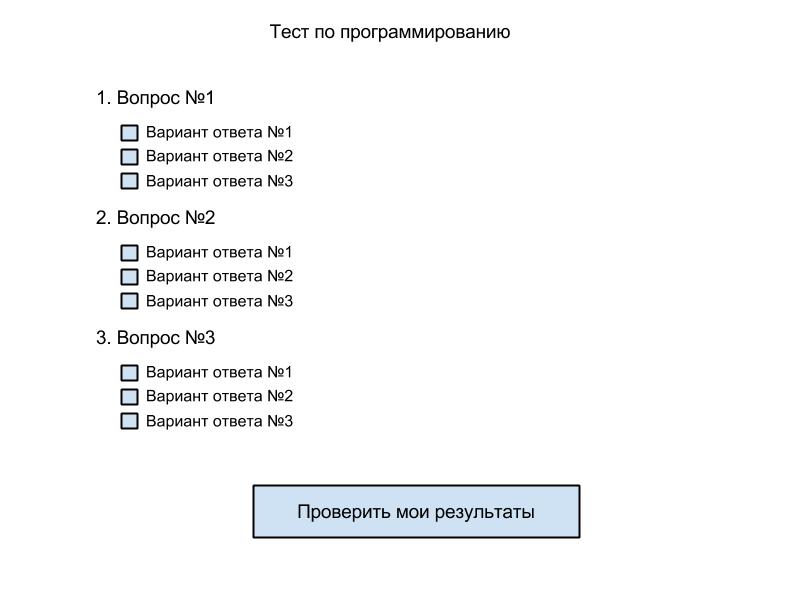 Тест по программированию
1. Вопрос №1
Вариант ответа №1
Вариант ответа №2
Вариант ответа №3
2. Вопрос №2
Вариант ответа №1
Вариант ответа №2
Вариант ответа №3
3. Вопрос №3
Вариант ответа №1
Вариант ответа №2
Вариант ответа №3
Проверить мои результаты